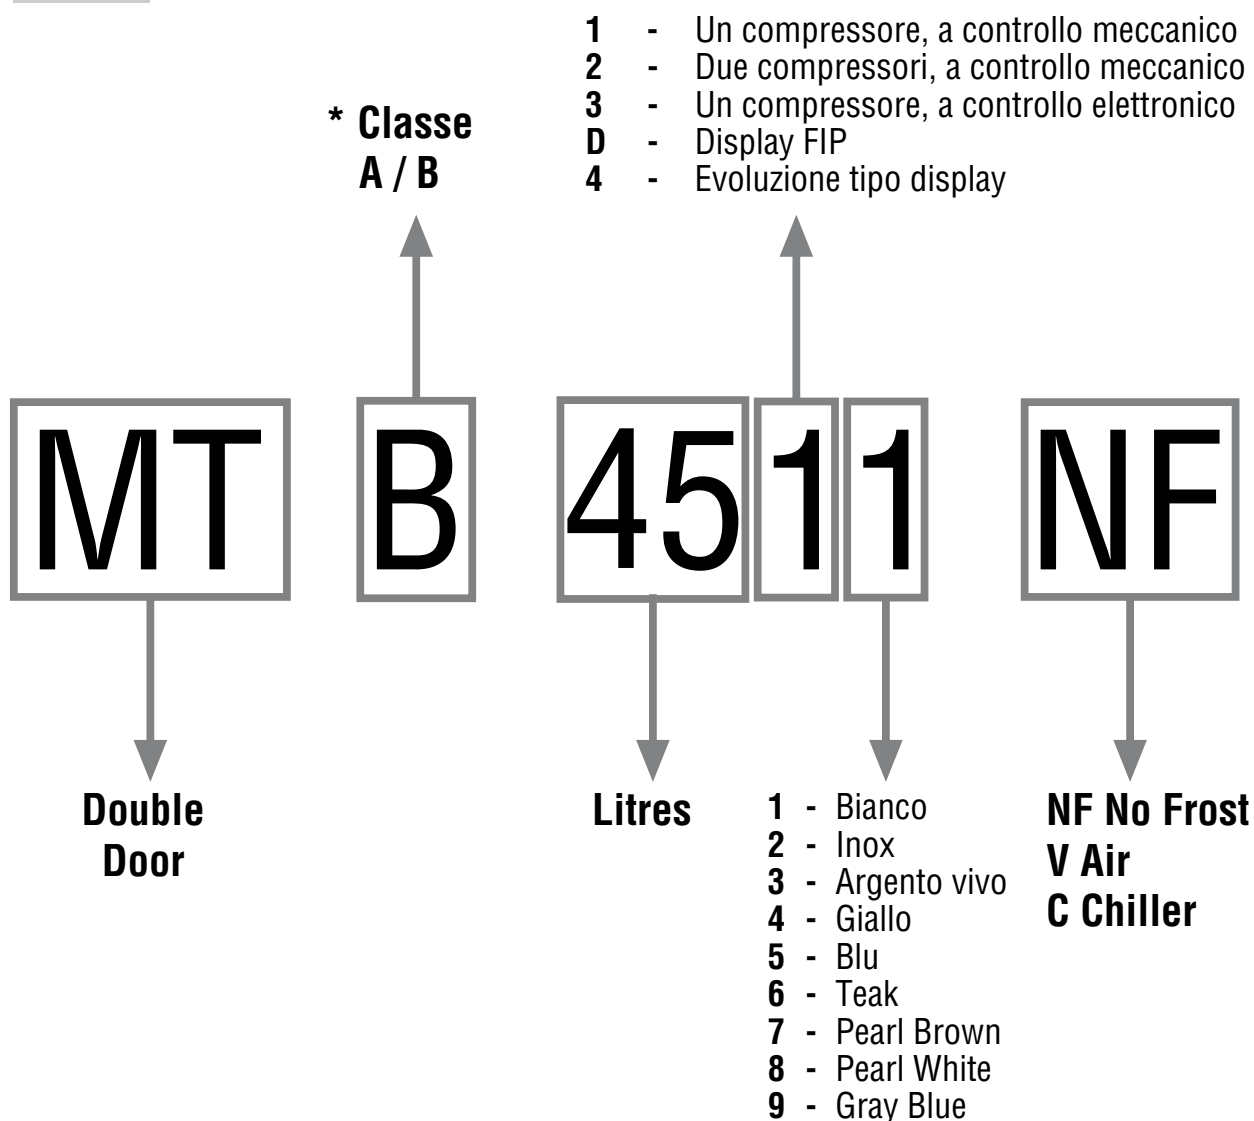 1 - Un compressore, a controllo meccanico
2 - Due compressori, a controllo meccanico
3 - Un compressore, a controllo elettronico
D - Display FIP
4 - Evoluzione tipo display
* Classe
A / B
MT B 45 1 1 NF
Double
Door
Litres
1 - Bianco
2 - Inox
3 - Argento vivo
4 - Giallo
5 - Blu
6 - Teak
7 - Pearl Brown
8 - Pearl White
9 - Gray Blue
NF No Frost
V Air
C Chiller